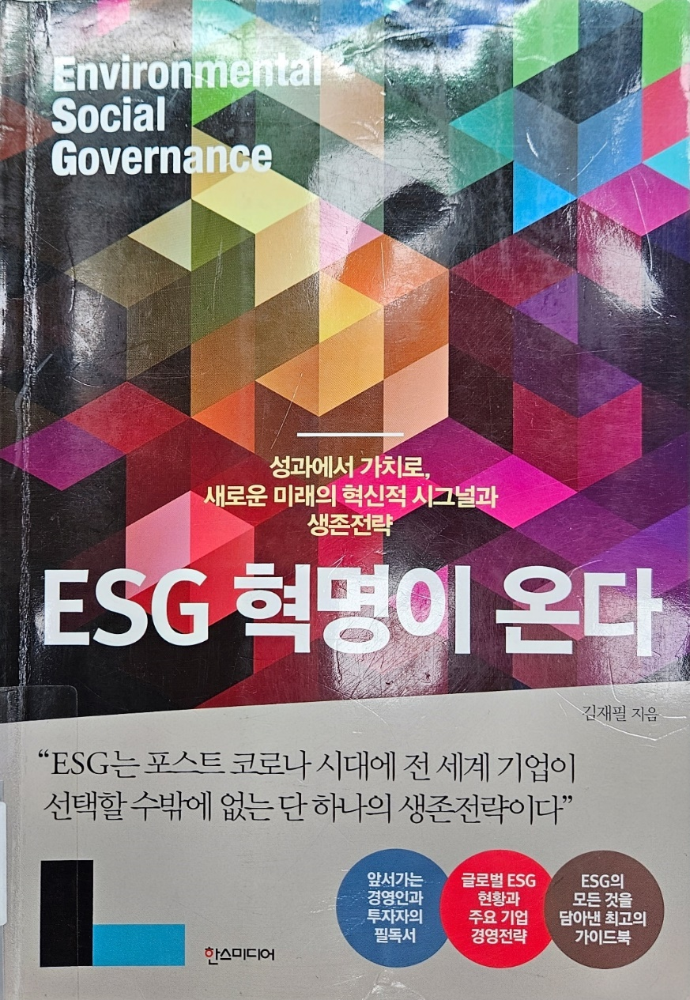 Environmental
Social
Governance
성과에서 가치로,
새로운 미래의 혁신적 시그널과
생존전략
ESG 혁명이 온다
김재필 지음
“ESG는 포스트 코로나 시대에 전 세계 기업이
선택할 수밖에 없는 단 하나의 생존전략이다”
앞서가는
경영인과
투자자의
필독서
글로벌 ESG
현황과
주요 기업
경영전략
ESG의
모든 것을
담아낸 최고의
가이드북
한스미디어